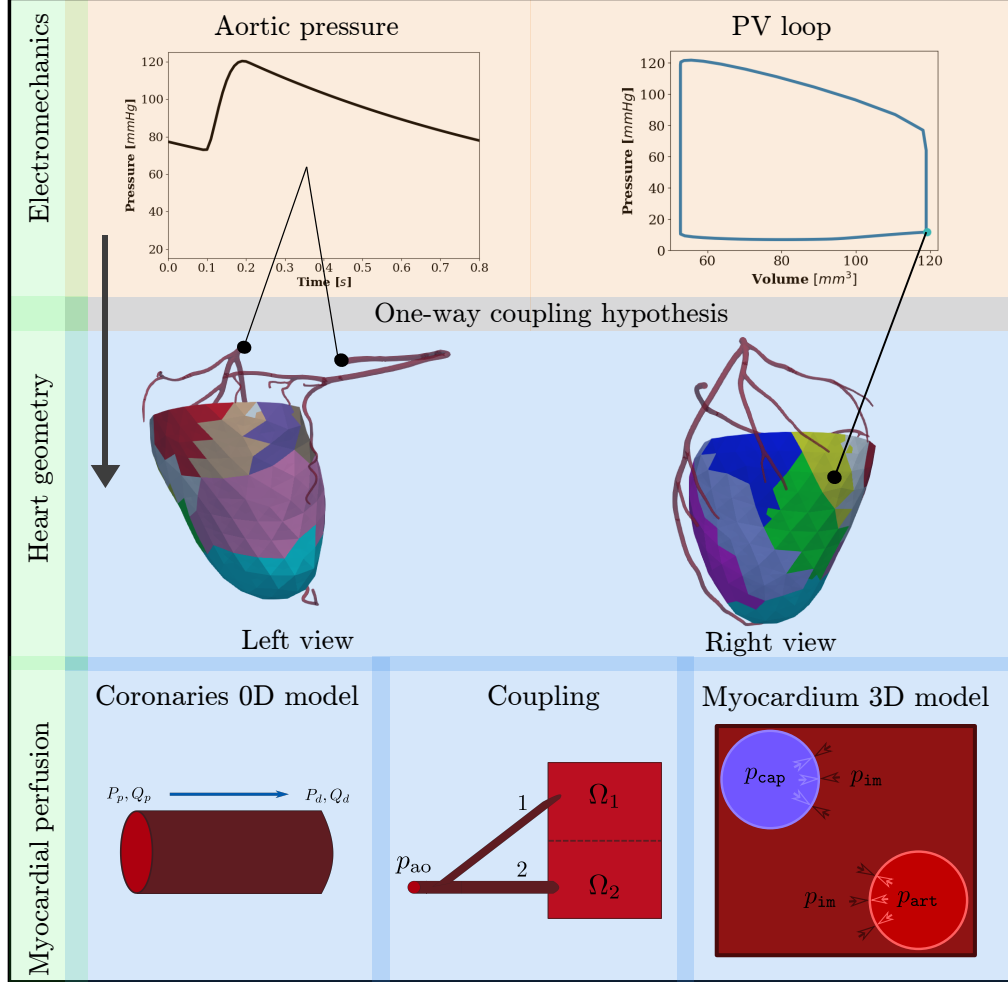 Electromechanics
Aortic pressure
120
100
80
60
40
20
Pressure [mmHg]
0.0 0.1 0.2 0.3 0.4 0.5 0.6 0.7 0.8
Time [s]
PV loop
120
100
80
60
40
20
0
Pressure [mmHg]
60 80 100 120
Volume [mm³]
One-way coupling hypothesis
Heart geometry
Left view
Right view
Myocardial perfusion
Coronaries 0D model
P_p, Q_p
P_d, Q_d
Coupling
1
2
p_ao
Ω₁
Ω₂
Myocardium 3D model
p_cap
p_im
p_im
p_art